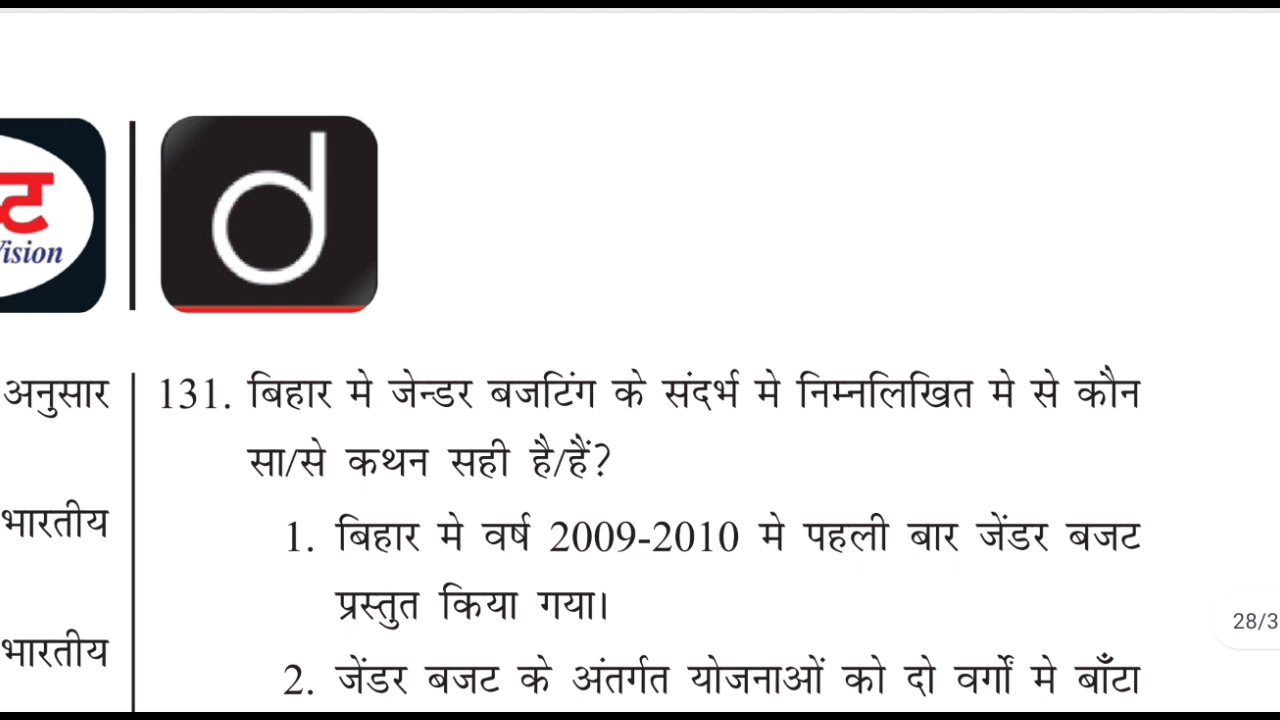 ट
Vision
d
अनुसार
भारतीय
भारतीय
131. बिहार मे जेन्डर बजटिंग के संदर्भ मे निम्नलिखित मे से कौन
सा/से कथन सही है/हैं?
1. बिहार मे वर्ष 2009-2010 मे पहली बार जेंडर बजट
प्रस्तुत किया गया।
2. जेंडर बजट के अंतर्गत योजनाओं को दो वर्गों मे बाँटा
28/3